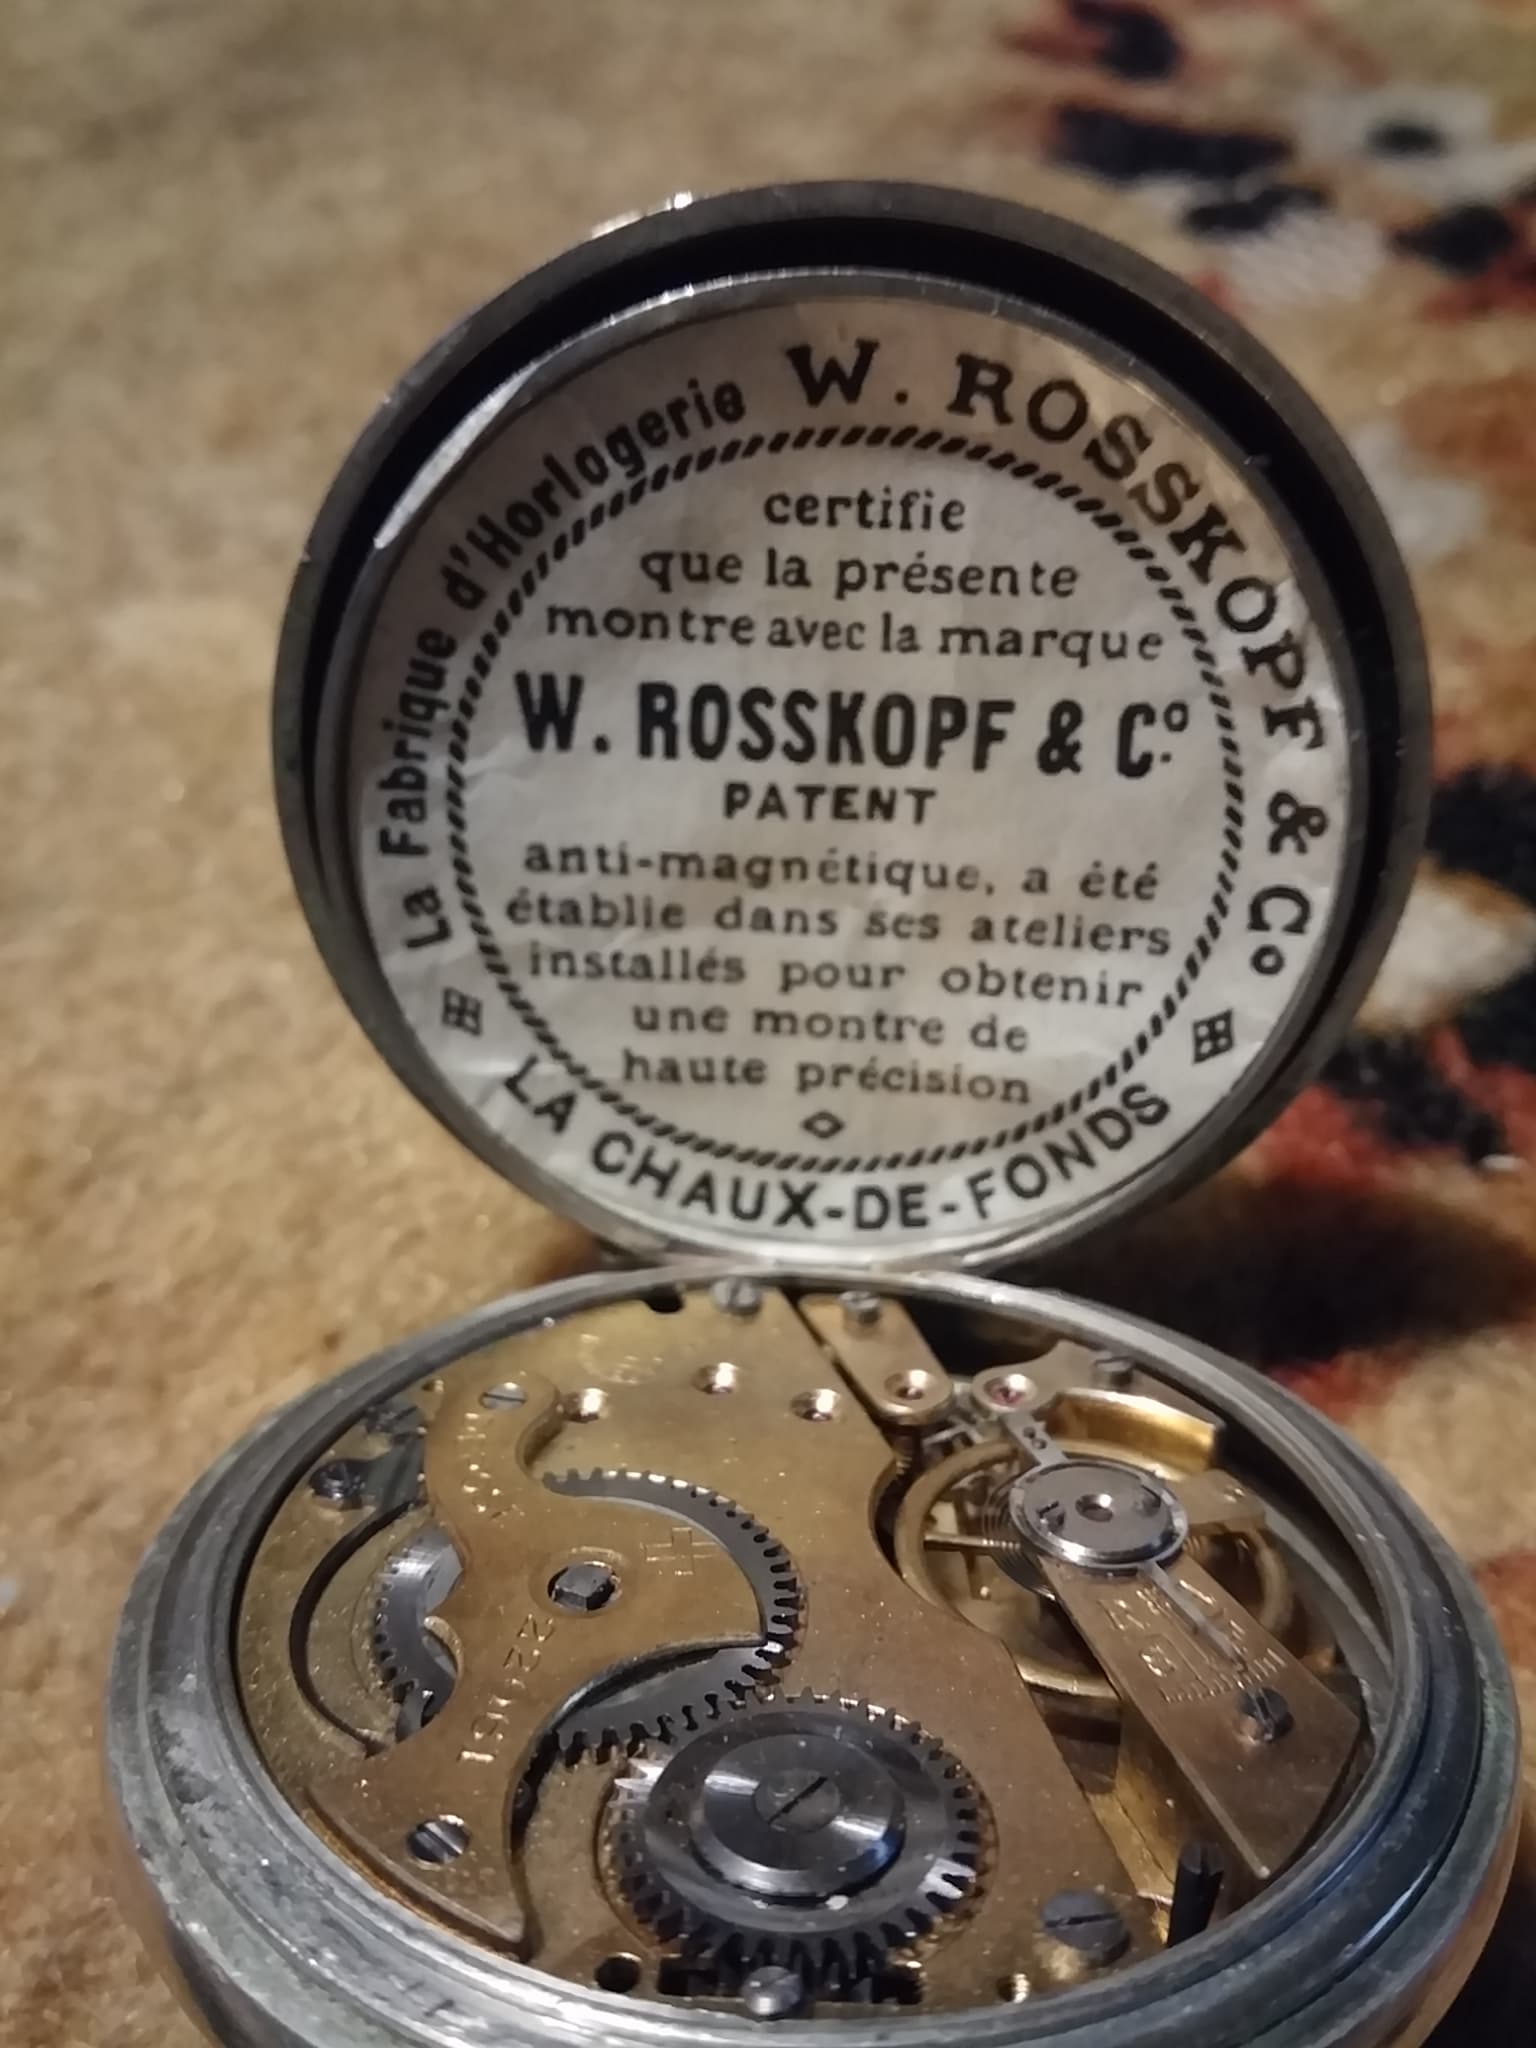 La Fabrique d'Horlogerie W. ROSSKOPF & Co
certifie
que la présente
montre avec la marque
W. ROSSKOPF & Co.
PATENT
anti-magnétique, a été
établie dans ses ateliers
installés pour obtenir
une montre de
haute précision
LA CHAUX-DE-FONDS